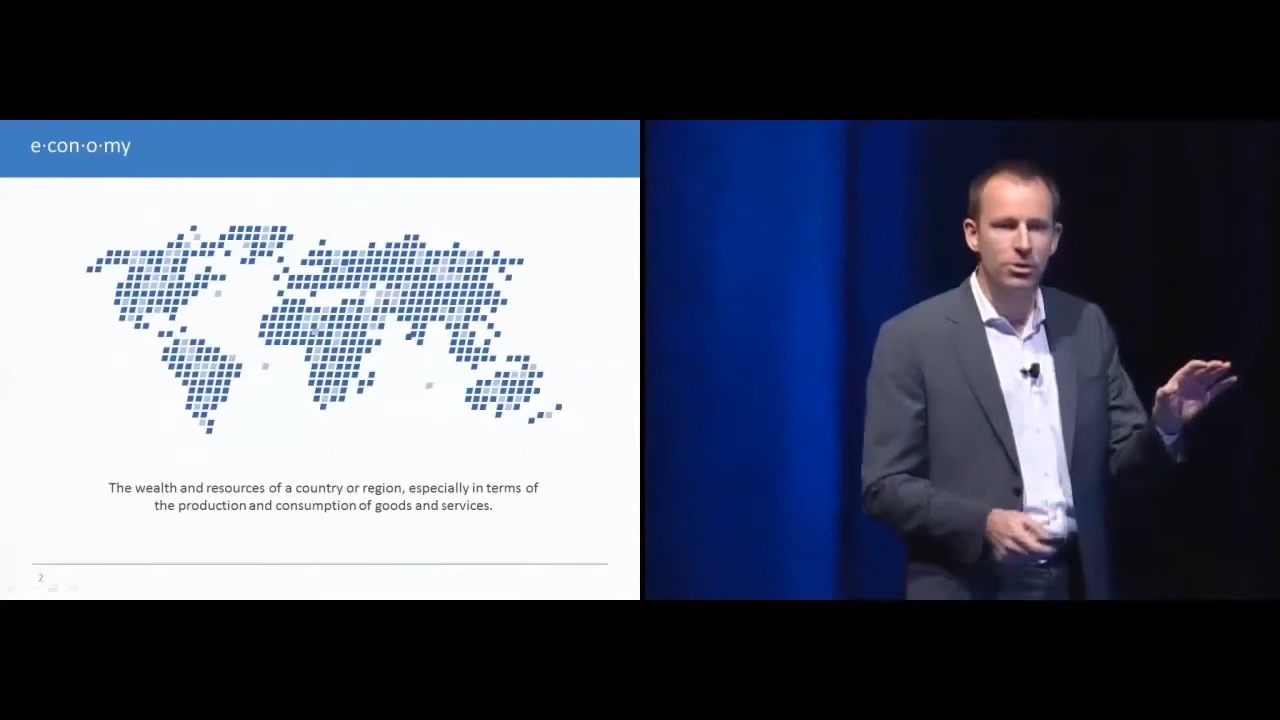 e·con·o·my
The wealth and resources of a country or region, especially in terms of
the production and consumption of goods and services.
2